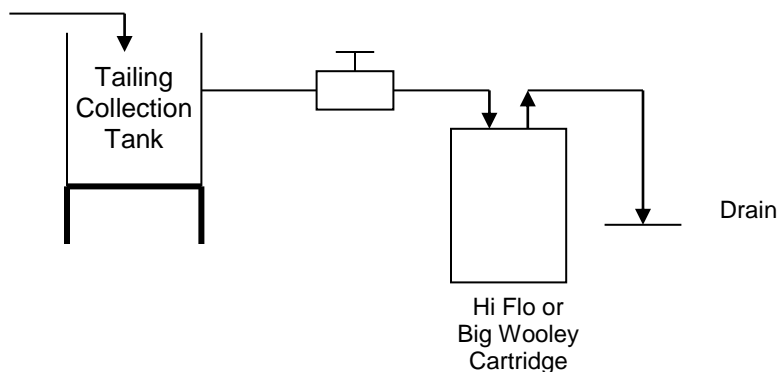 Tailing
Collection
Tank
Drain
Hi Flo or
Big Wooley
Cartridge